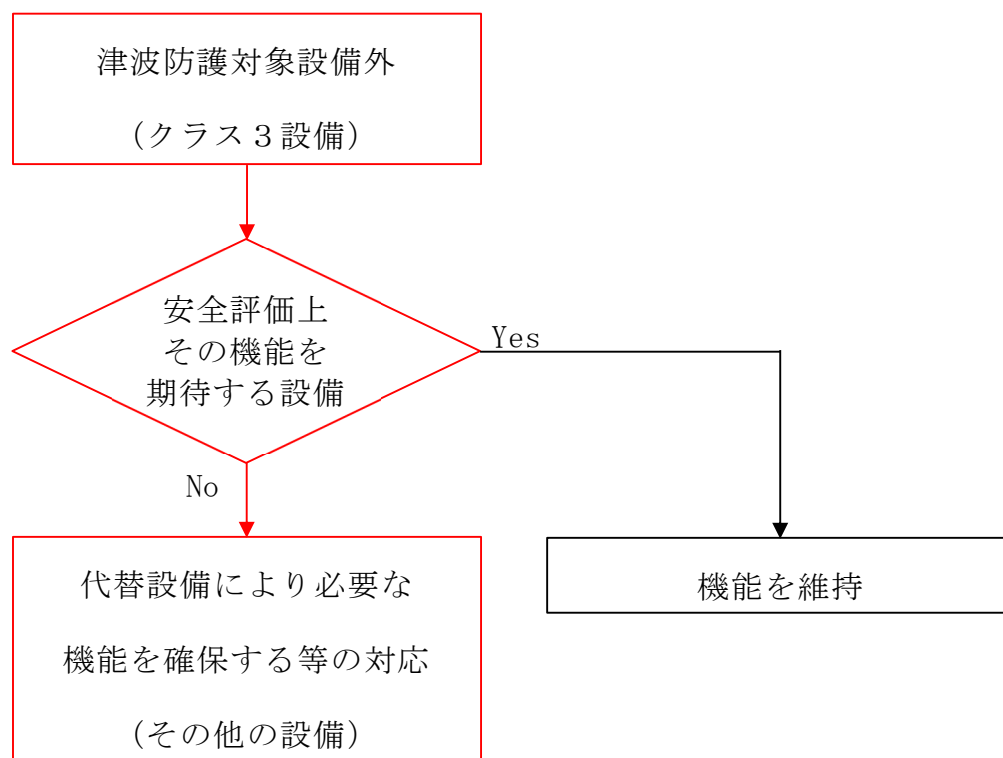 津波防護対象設備外
(クラス３設備)
安全評価上
その機能を
期待する設備
Yes
No
代替設備により必要な
機能を確保する等の対応
(その他の設備)
機能を維持